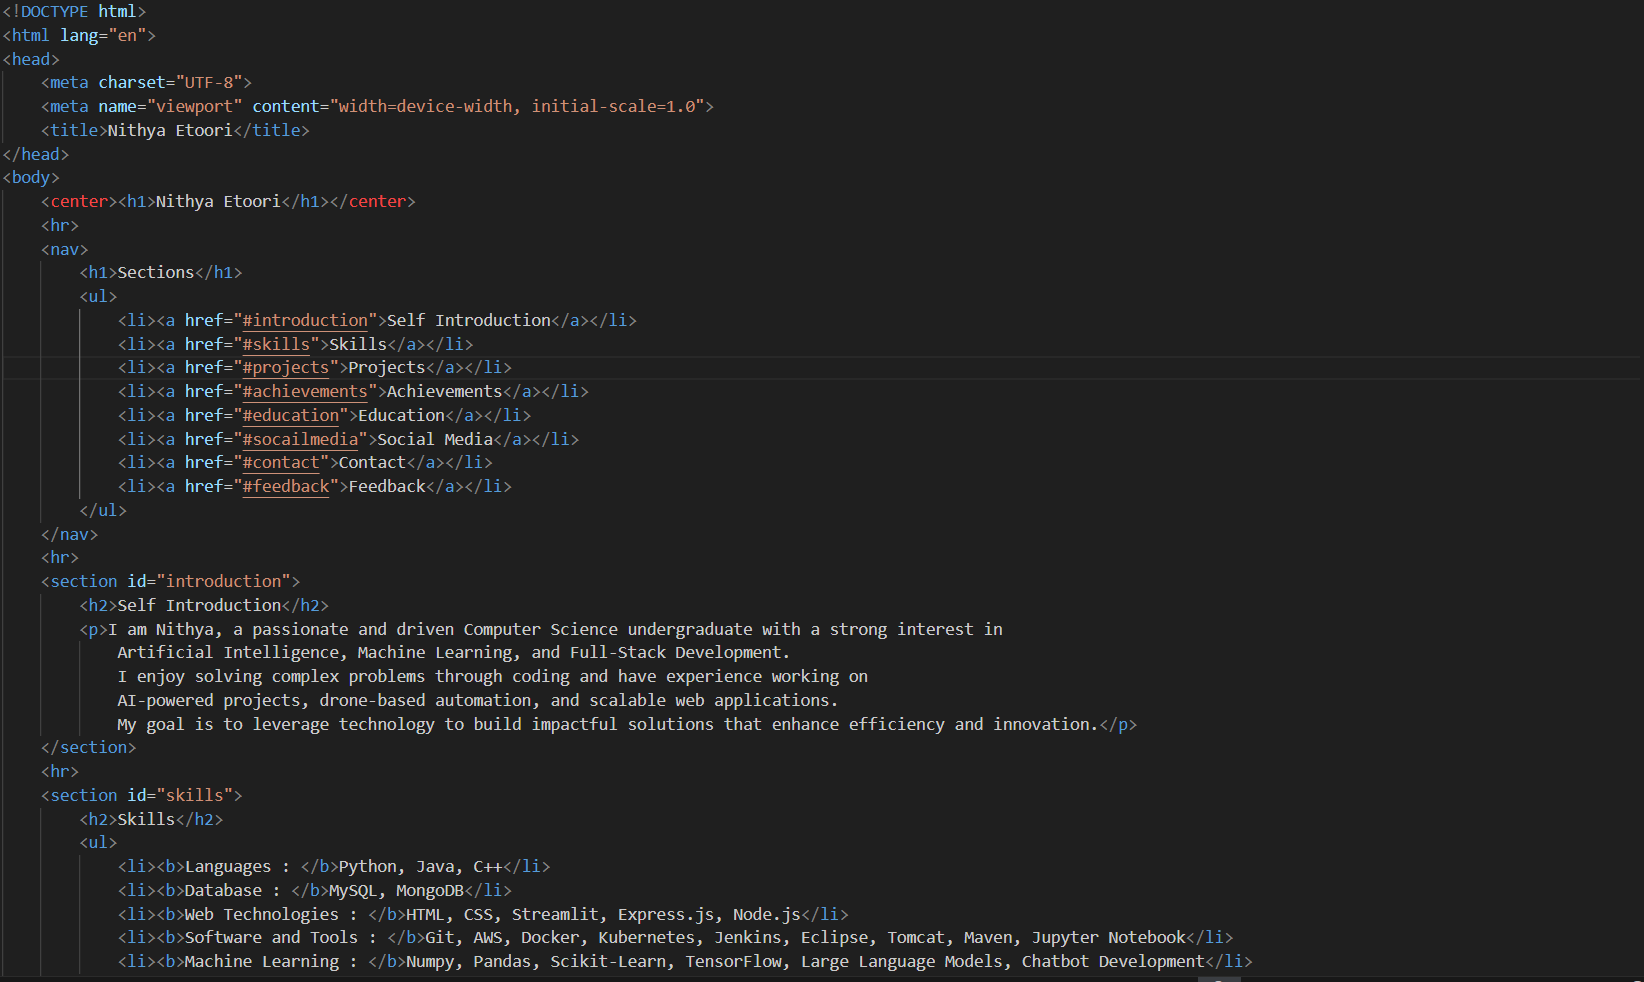 <!DOCTYPE html>
<html lang="en">
<head>
    <meta charset="UTF-8">
    <meta name="viewport" content="width=device-width, initial-scale=1.0">
    <title>Nithya Etoori</title>
</head>
<body>
    <center><h1>Nithya Etoori</h1></center>
    <hr>
    <nav>
        <h1>Sections</h1>
        <ul>
            <li><a href="#introduction">Self Introduction</a></li>
            <li><a href="#skills">Skills</a></li>
            <li><a href="#projects">Projects</a></li>
            <li><a href="#achievements">Achievements</a></li>
            <li><a href="#education">Education</a></li>
            <li><a href="#socailmedia">Social Media</a></li>
            <li><a href="#contact">Contact</a></li>
            <li><a href="#feedback">Feedback</a></li>
        </ul>
    </nav>
    <hr>
    <section id="introduction">
        <h2>Self Introduction</h2>
        <p>I am Nithya, a passionate and driven Computer Science undergraduate with a strong interest in
            Artificial Intelligence, Machine Learning, and Full-Stack Development.
            I enjoy solving complex problems through coding and have experience working on
            AI-powered projects, drone-based automation, and scalable web applications.
            My goal is to leverage technology to build impactful solutions that enhance efficiency and innovation.</p>
    </section>
    <hr>
    <section id="skills">
        <h2>Skills</h2>
        <ul>
            <li><b>Languages : </b>Python, Java, C++</li>
            <li><b>Database : </b>MySQL, MongoDB</li>
            <li><b>Web Technologies : </b>HTML, CSS, Streamlit, Express.js, Node.js</li>
            <li><b>Software and Tools : </b>Git, AWS, Docker, Kubernetes, Jenkins, Eclipse, Tomcat, Maven, Jupyter Notebook</li>
            <li><b>Machine Learning : </b>Numpy, Pandas, Scikit-Learn, TensorFlow, Large Language Models, Chatbot Development</li>